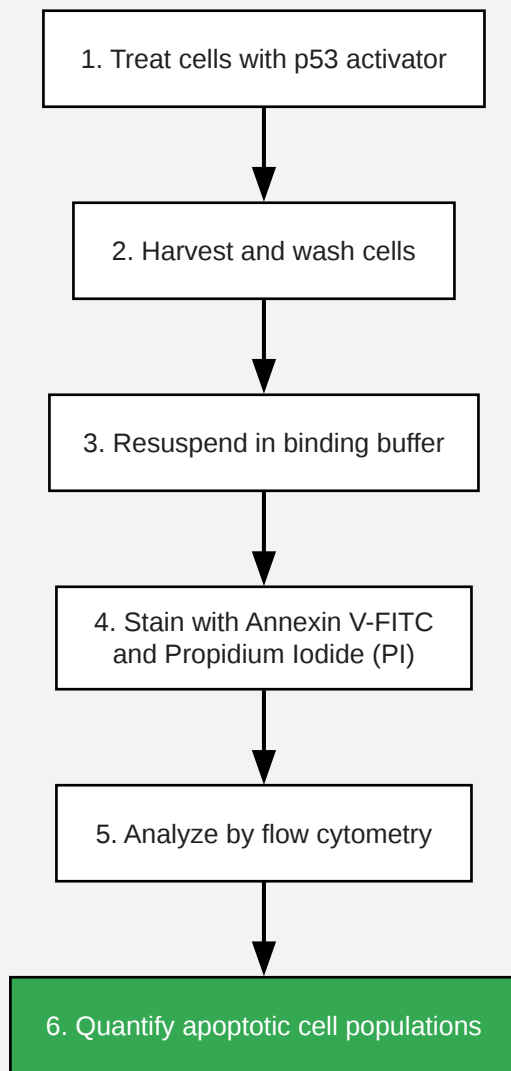 1. Treat cells with p53 activator
2. Harvest and wash cells
3. Resuspend in binding buffer
4. Stain with Annexin V-FITC
and Propidium Iodide (PI)
5. Analyze by flow cytometry
6. Quantify apoptotic cell populations